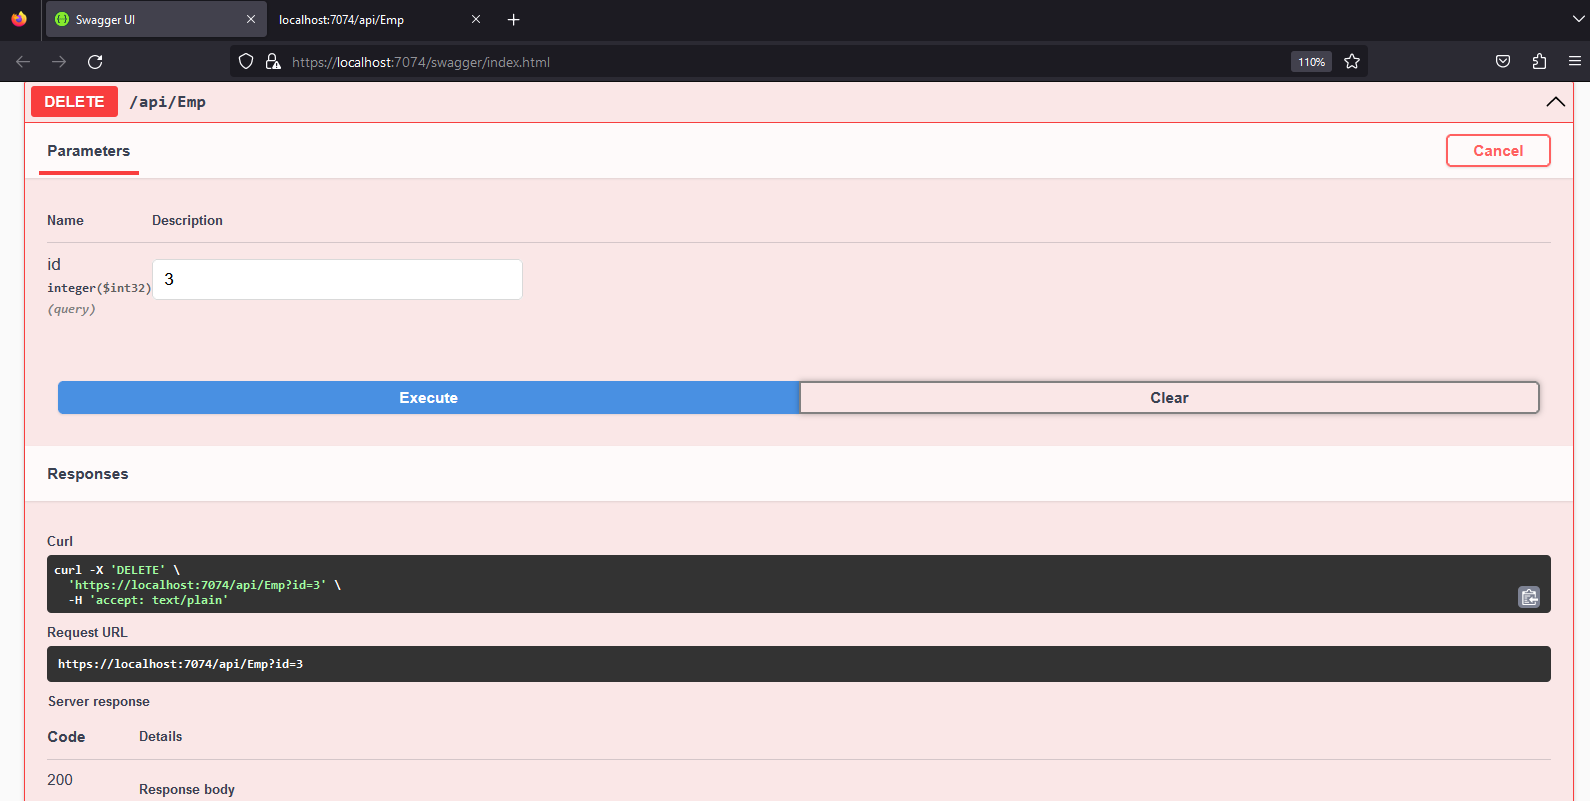 Swagger UI
localhost:7074/api/Emp
https://localhost:7074/swagger/index.html
110%
DELETE /api/Emp
Parameters
Cancel
Name Description
id
integer($int32)
(query)
3
Execute
Clear
Responses
Curl
curl -X 'DELETE' \
'https://localhost:7074/api/Emp?id=3' \
-H 'accept: text/plain'
Request URL
https://localhost:7074/api/Emp?id=3
Server response
Code Details
200
Response body